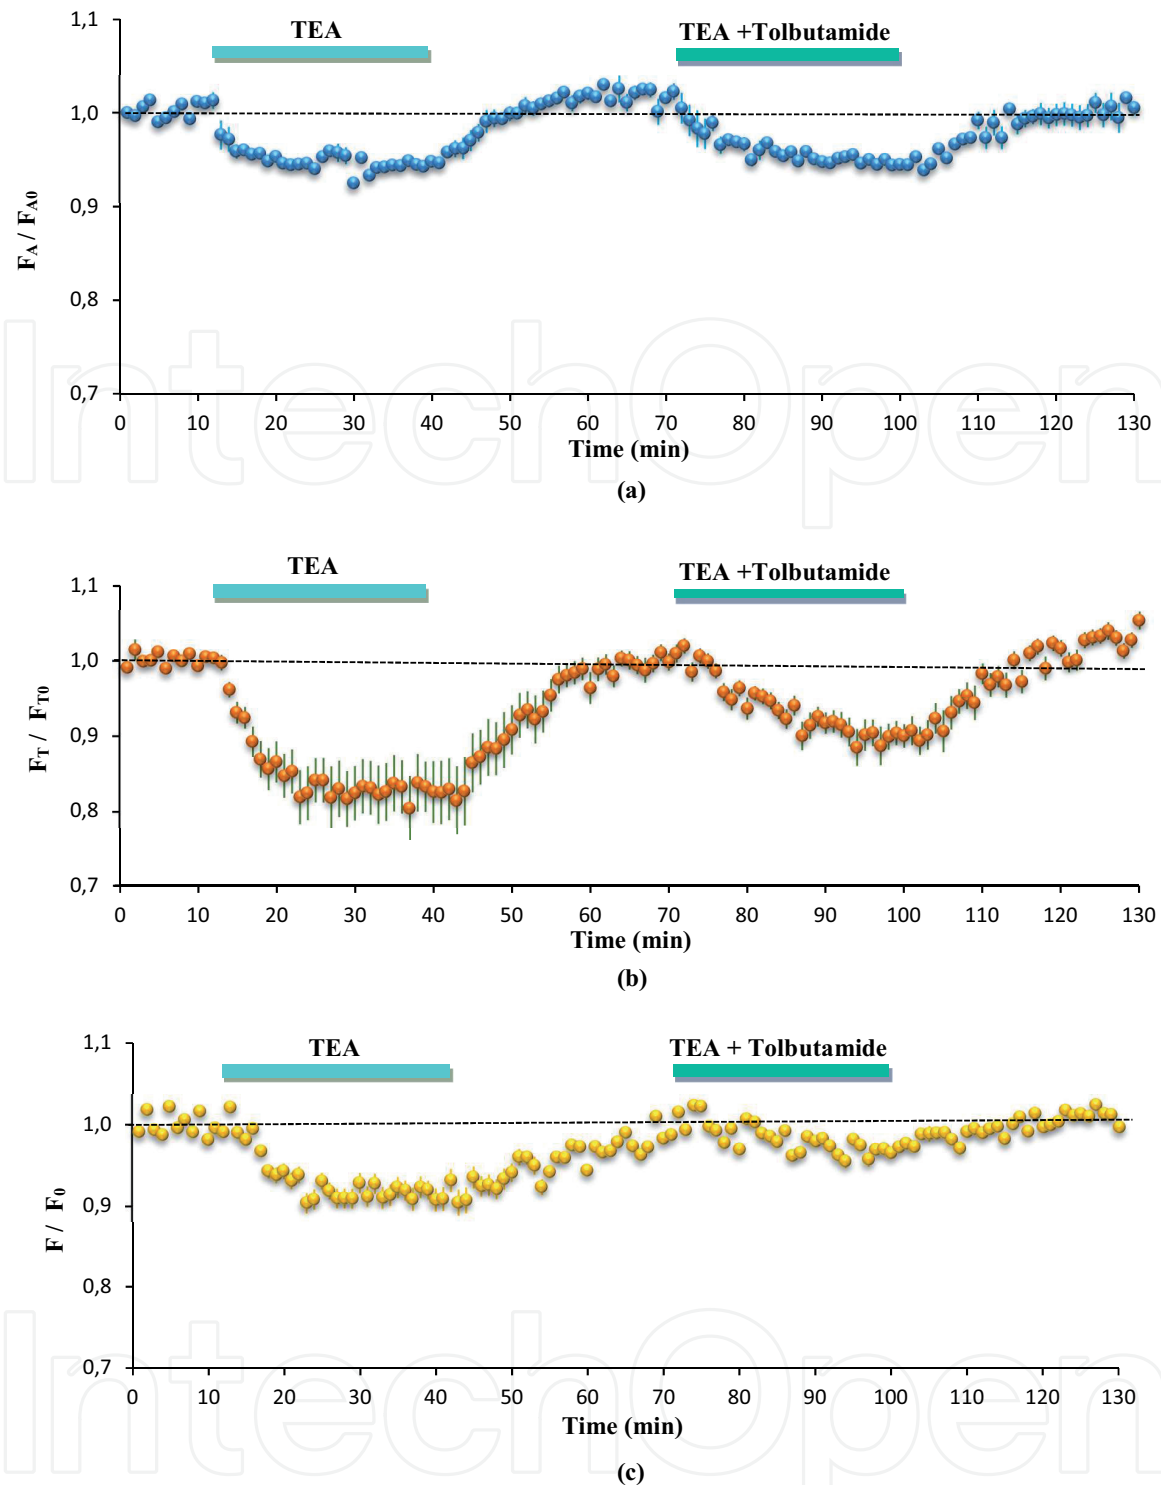 1,1
TEA
TEA +Tolbutamide
1,0
0,9
0,8
0,7
F_A / F_A0
0 10 20 30 40 50 60 70 80 90 100 110 120 130
Time (min)
(a)
1,1
TEA
TEA +Tolbutamide
1,0
0,9
0,8
0,7
F_T / F_T0
0 10 20 30 40 50 60 70 80 90 100 110 120 130
Time (min)
(b)
1,1
TEA
TEA + Tolbutamide
1,0
0,9
0,8
0,7
F / F_0
0 10 20 30 40 50 60 70 80 90 100 110 120 130
Time (min)
(c)
IntechOpen
IntechOpen